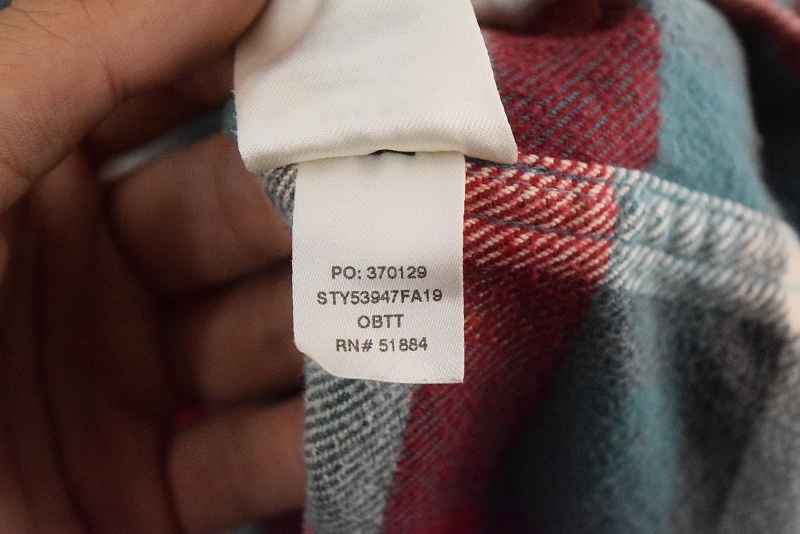 PO: 370129
STY53947FA19
OBTT
RN# 51884